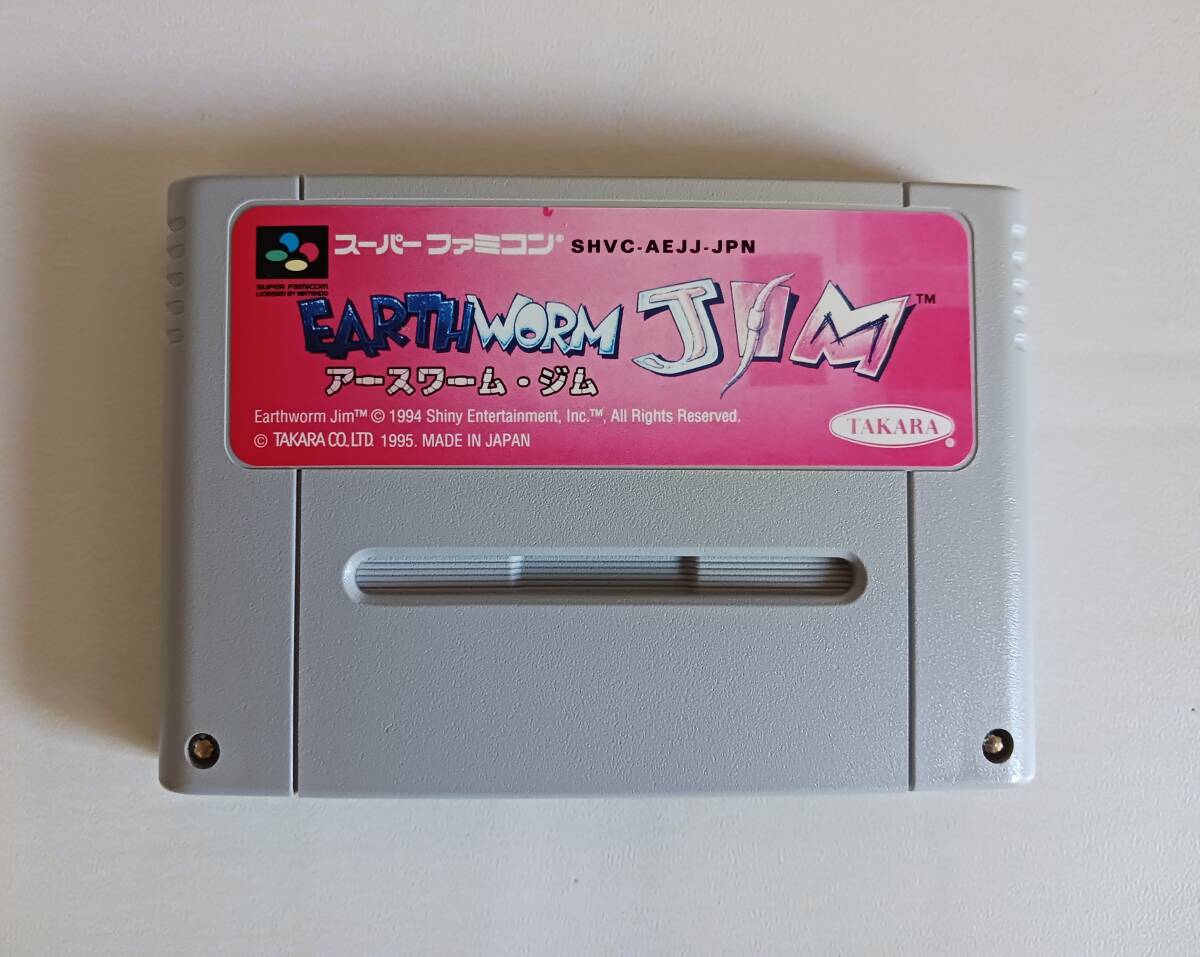 スーパーファミコン® SHVC-AEJJ-JPN
SUPER FAMICOM
LICENSED BY NINTENDO
EARTHWORM JIM™
アースワーム・ジム
Earthworm Jim™ © 1994 Shiny Entertainment, Inc.™, All Rights Reserved.
© TAKARA CO.,LTD. 1995. MADE IN JAPAN
TAKARA®